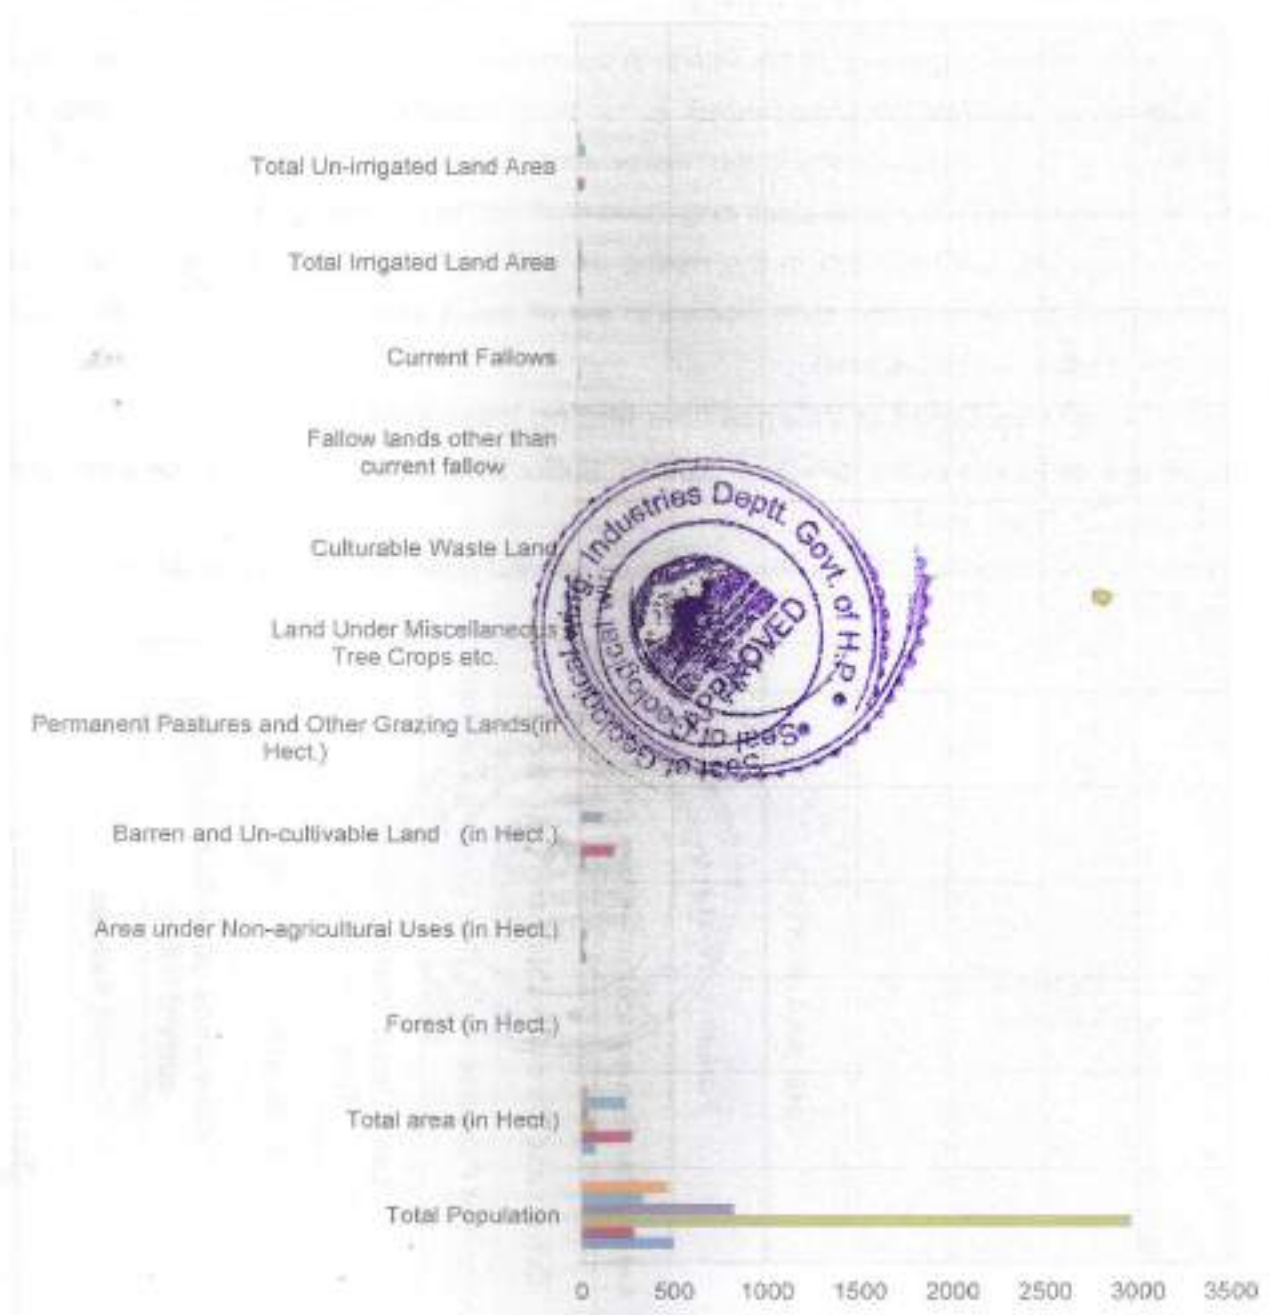 Total Un-irrigated Land Area
Total Irrigated Land Area
Current Fallows
Fallow lands other than
current fallow
Culturable Waste Land
Land Under Miscellaneous
Tree Crops etc.
Permanent Pastures and Other Grazing Lands(in
Hect.)
Barren and Un-cultivable Land (in Hect.)
Area under Non-agricultural Uses (in Hect.)
Forest (in Hect.)
Total area (in Hect.)
Total Population
0 500 1000 1500 2000 2500 3000 3500
Industries Deptt. Govt. of H.P.
Seal of Geological
APPROVED